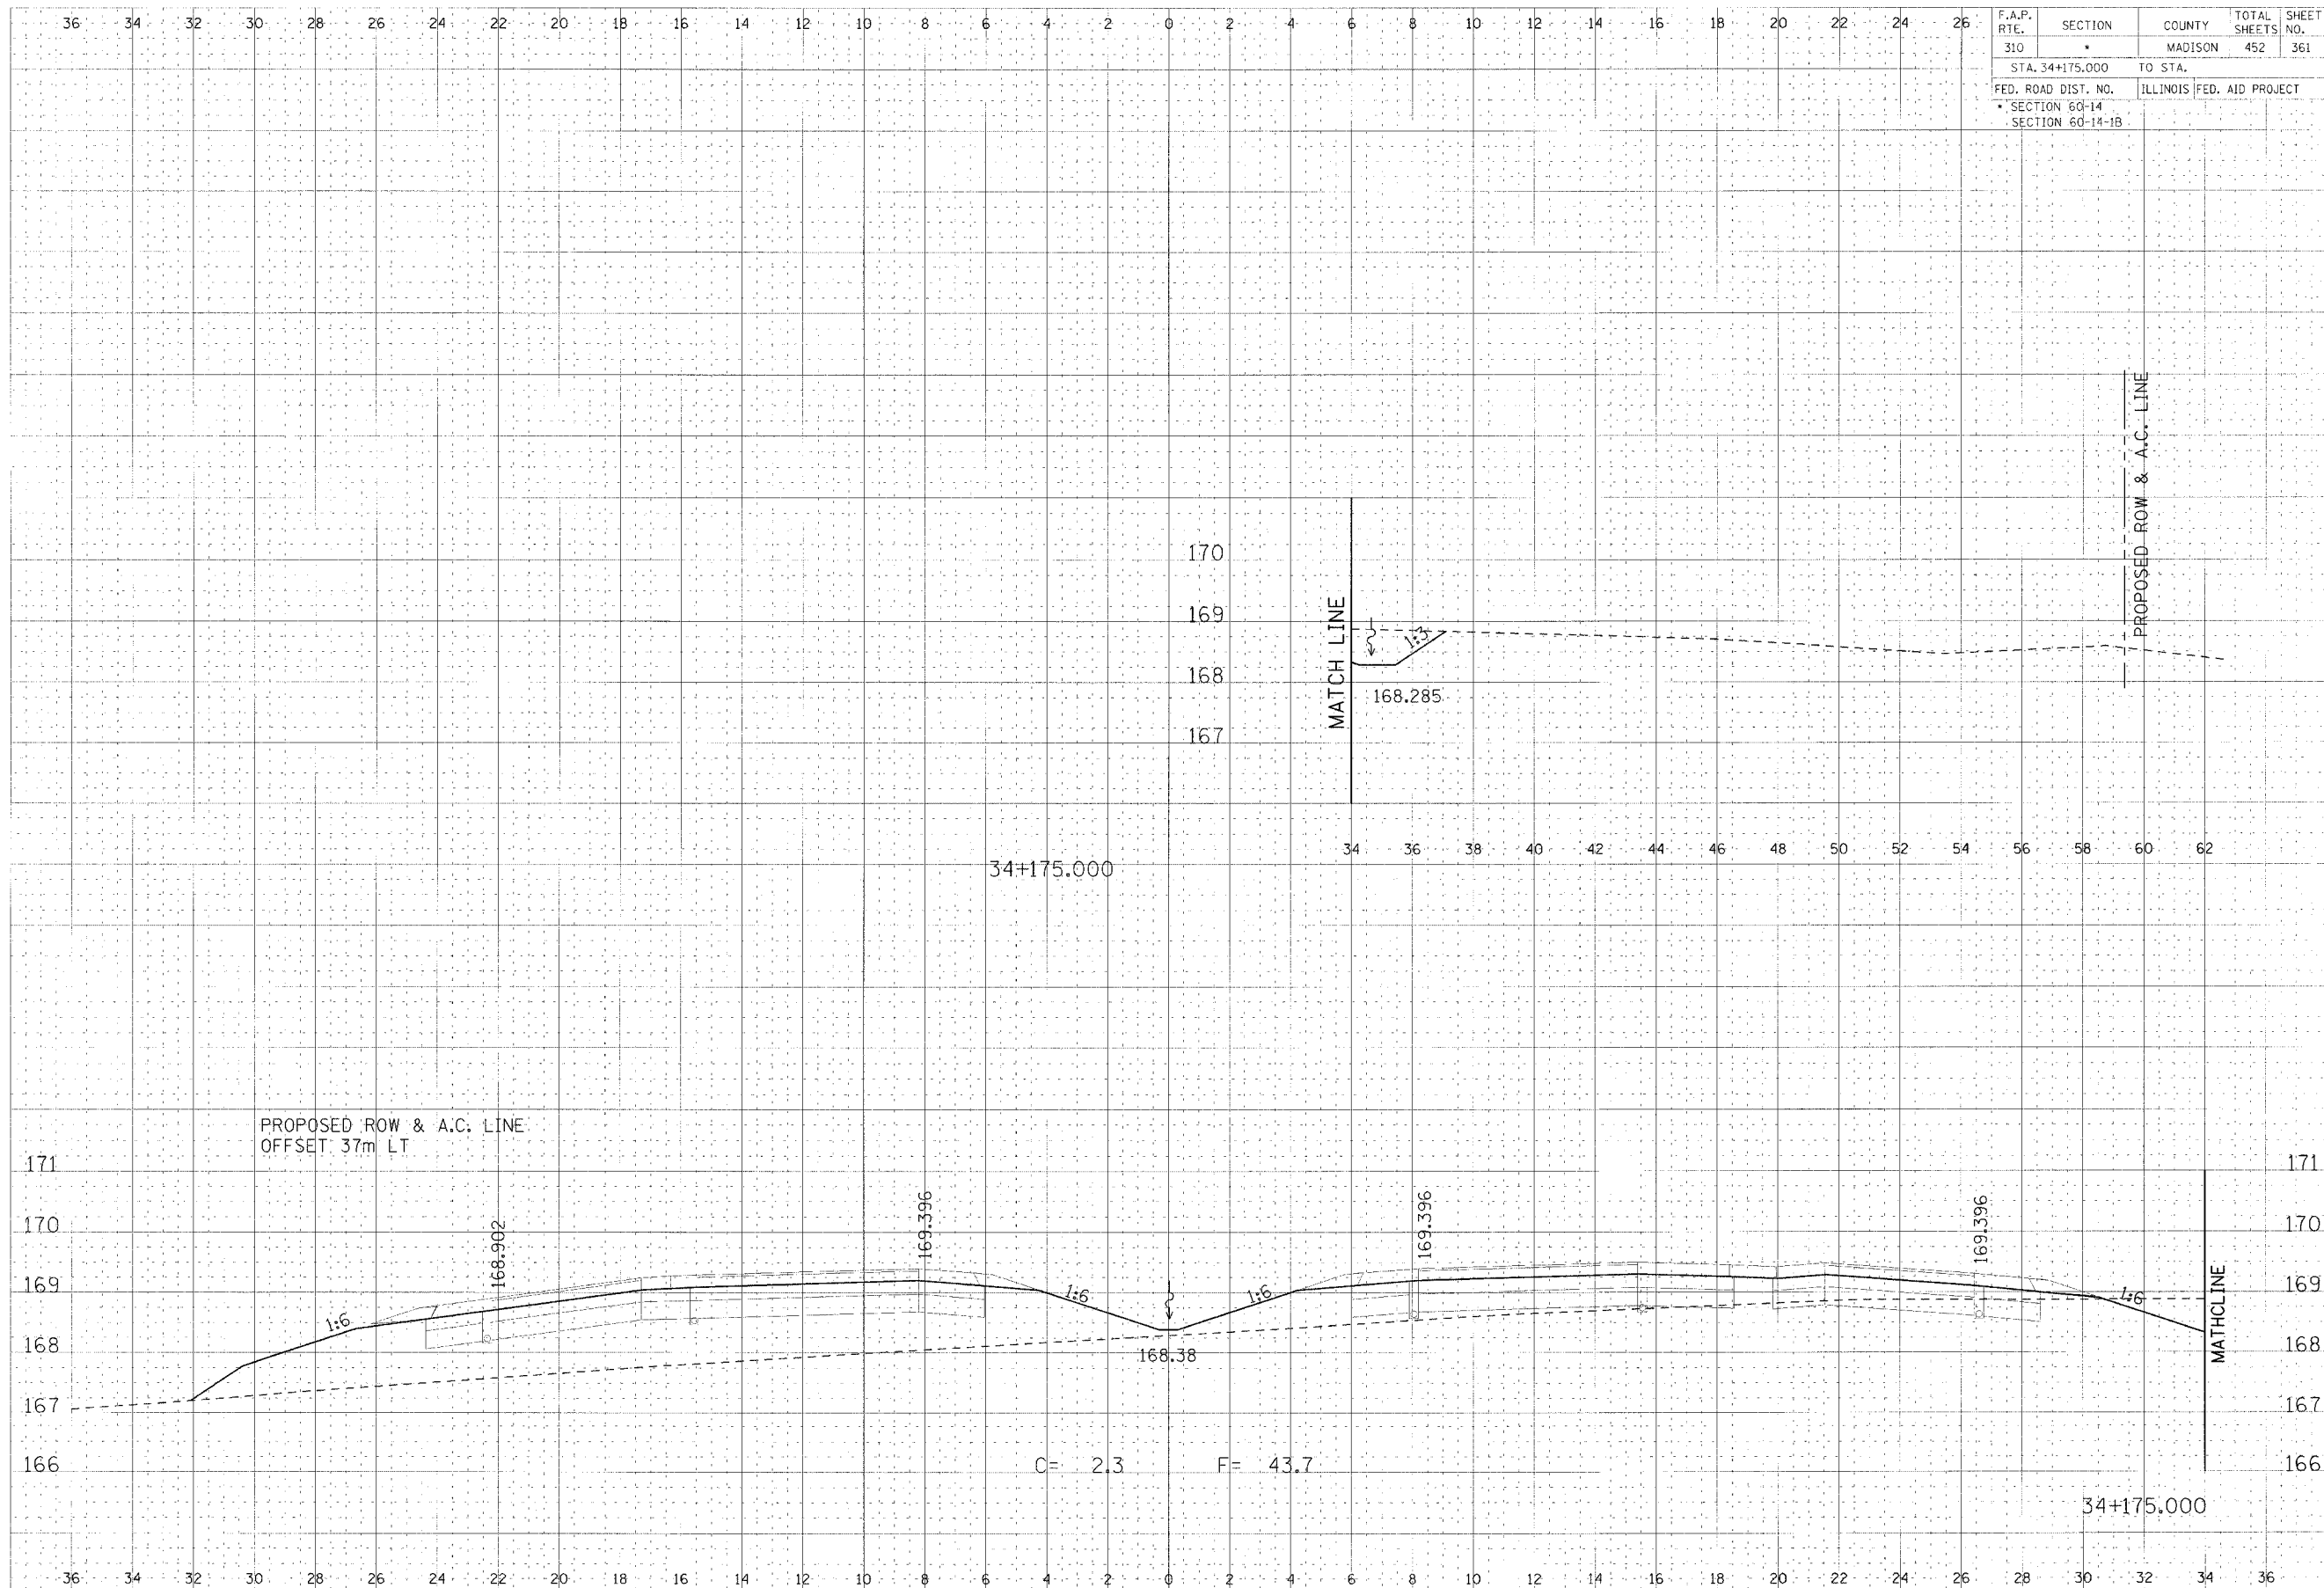 36 34 32 30 28 26 24 22 20 18 16 14 12 10 8 6 4 2 0 2 4 6 8 10 12 14 16 18 20 22 24 26
F.A.P. RTE. SECTION COUNTY TOTAL SHEETS SHEET NO.
310 * MADISON 452 361
STA. 34+175.000 TO STA.
FED. ROAD DIST. NO. ILLINOIS FED. AID PROJECT
* SECTION 60-14
SECTION 60-14-1B
PROPOSED ROW & A.C. LINE
170
169
168
167
MATCH LINE
1:3
168.285
34 36 38 40 42 44 46 48 50 52 54 56 58 60 62
34+175.000
PROPOSED ROW & A.C. LINE
OFFSET 37m LT
171 171
170 170
169 169
168 168
167 167
166 166
168.902
169.396
169.396
169.396
1:6
1:6
1:6
1:6
168.38
MATHCLINE
C= 2.3 F= 43.7
34+175.000
36 34 32 30 28 26 24 22 20 18 16 14 12 10 8 6 4 2 0 2 4 6 8 10 12 14 16 18 20 22 24 26 28 30 32 34 36